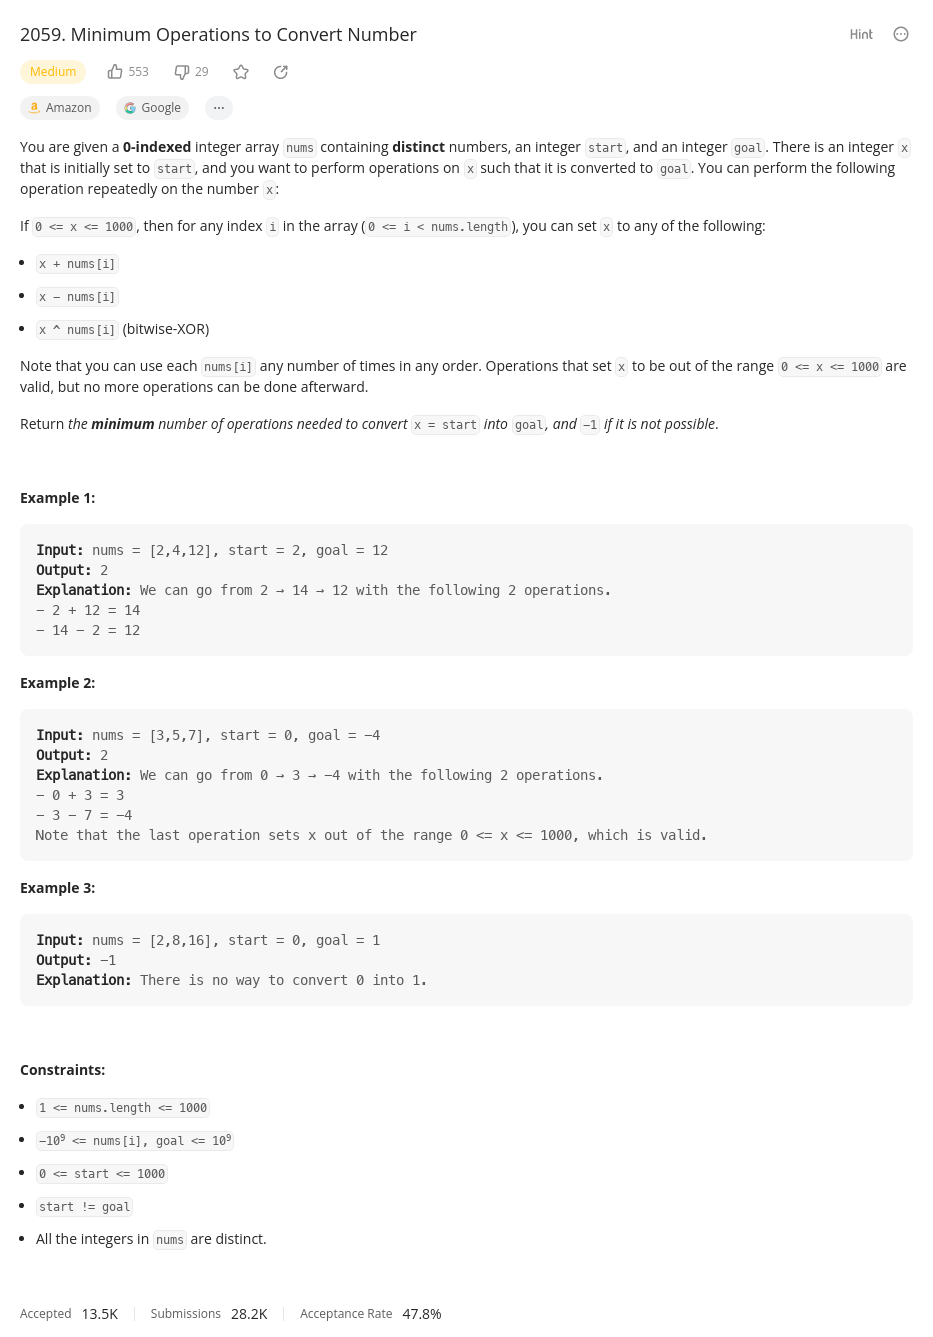 2059. Minimum Operations to Convert Number
Hint
Medium
553
29
Amazon
Google
You are given a 0-indexed integer array nums containing distinct numbers, an integer start, and an integer goal. There is an integer x
that is initially set to start, and you want to perform operations on x such that it is converted to goal. You can perform the following
operation repeatedly on the number x:
If 0 <= x <= 1000, then for any index i in the array (0 <= i < nums.length), you can set x to any of the following:
• x + nums[i]
• x - nums[i]
• x ^ nums[i] (bitwise-XOR)
Note that you can use each nums[i] any number of times in any order. Operations that set x to be out of the range 0 <= x <= 1000 are
valid, but no more operations can be done afterward.
Return the minimum number of operations needed to convert x = start into goal, and -1 if it is not possible.
Example 1:
Input: nums = [2,4,12], start = 2, goal = 12
Output: 2
Explanation: We can go from 2 → 14 → 12 with the following 2 operations.
- 2 + 12 = 14
- 14 - 2 = 12
Example 2:
Input: nums = [3,5,7], start = 0, goal = -4
Output: 2
Explanation: We can go from 0 → 3 → -4 with the following 2 operations.
- 0 + 3 = 3
- 3 - 7 = -4
Note that the last operation sets x out of the range 0 <= x <= 1000, which is valid.
Example 3:
Input: nums = [2,8,16], start = 0, goal = 1
Output: -1
Explanation: There is no way to convert 0 into 1.
Constraints:
• 1 <= nums.length <= 1000
• -10⁹ <= nums[i], goal <= 10⁹
• 0 <= start <= 1000
• start != goal
• All the integers in nums are distinct.
Accepted 13.5K Submissions 28.2K Acceptance Rate 47.8%